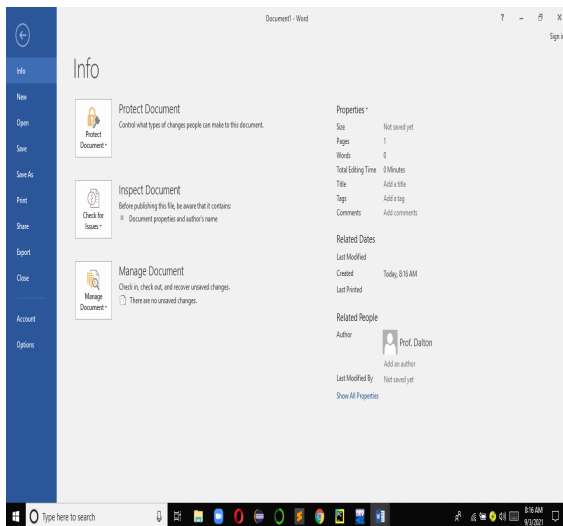 Document1 - Word
?
Sign i
Info
New
Open
Save
Save As
Print
Share
Export
Close
Account
Options
Info
Protect Document
Control what types of changes people can make to this document.
Protect
Document
Inspect Document
Before publishing this file, be aware that it contains:
Document properties and author's name
Check for
Issues
Manage Document
Check in, check out, and recover unsaved changes.
There are no unsaved changes.
Manage
Document
Properties
Size Not saved yet
Pages 1
Words 0
Total Editing Time 0 Minutes
Title Add a title
Tags Add a tag
Comments Add comments
Related Dates
Last Modified
Created Today, 8:16 AM
Last Printed
Related People
Author Prof. Dalton
Add an author
Last Modified By Not saved yet
Show All Properties
Type here to search
8:16 AM
9/3/2021